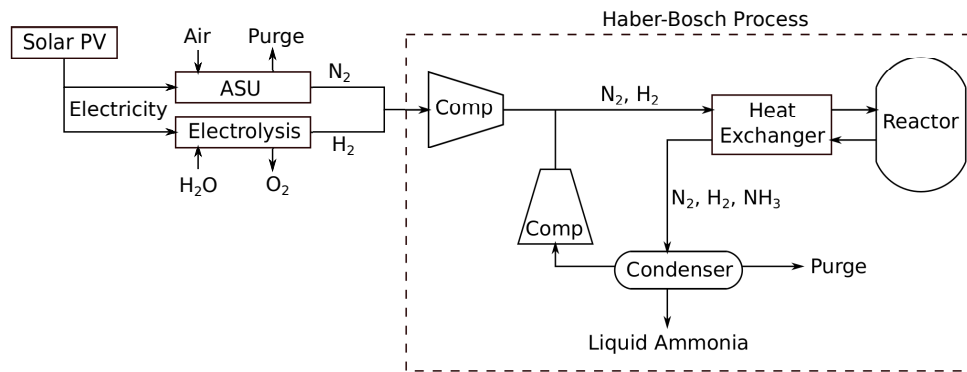 Haber-Bosch Process
Solar PV
Air
Purge
ASU
N₂
Electricity
Electrolysis
H₂
H₂O
O₂
Comp
N₂, H₂
Heat
Exchanger
Reactor
N₂, H₂, NH₃
Comp
Condenser
Purge
Liquid Ammonia